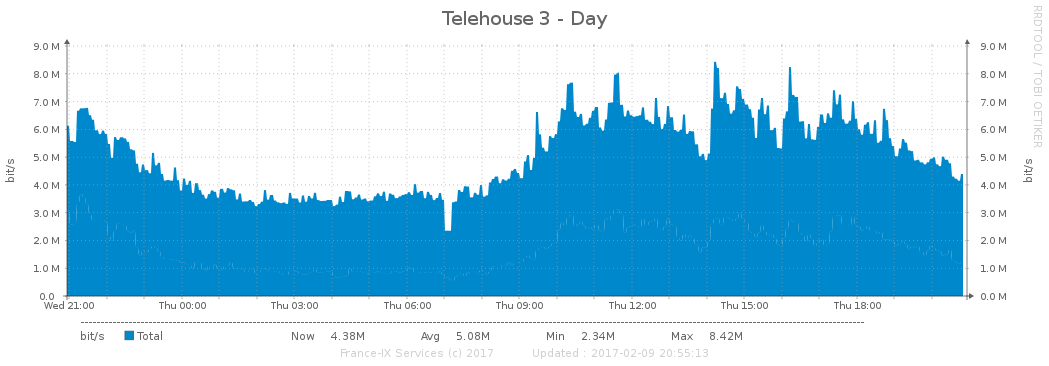 Telehouse 3 - Day
RRDTOOL / TOBI OETIKER
9.0 M 9.0 M
8.0 M 8.0 M
7.0 M 7.0 M
6.0 M 6.0 M
5.0 M 5.0 M
4.0 M 4.0 M
3.0 M 3.0 M
2.0 M 2.0 M
1.0 M 1.0 M
0.0 0.0 M
bit/s
bit/s
Wed 21:00 Thu 00:00 Thu 03:00 Thu 06:00 Thu 09:00 Thu 12:00 Thu 15:00 Thu 18:00
bit/s Total Now 4.38M Avg 5.08M Min 2.34M Max 8.42M
France-IX Services (c) 2017 Updated : 2017-02-09 20:55:13